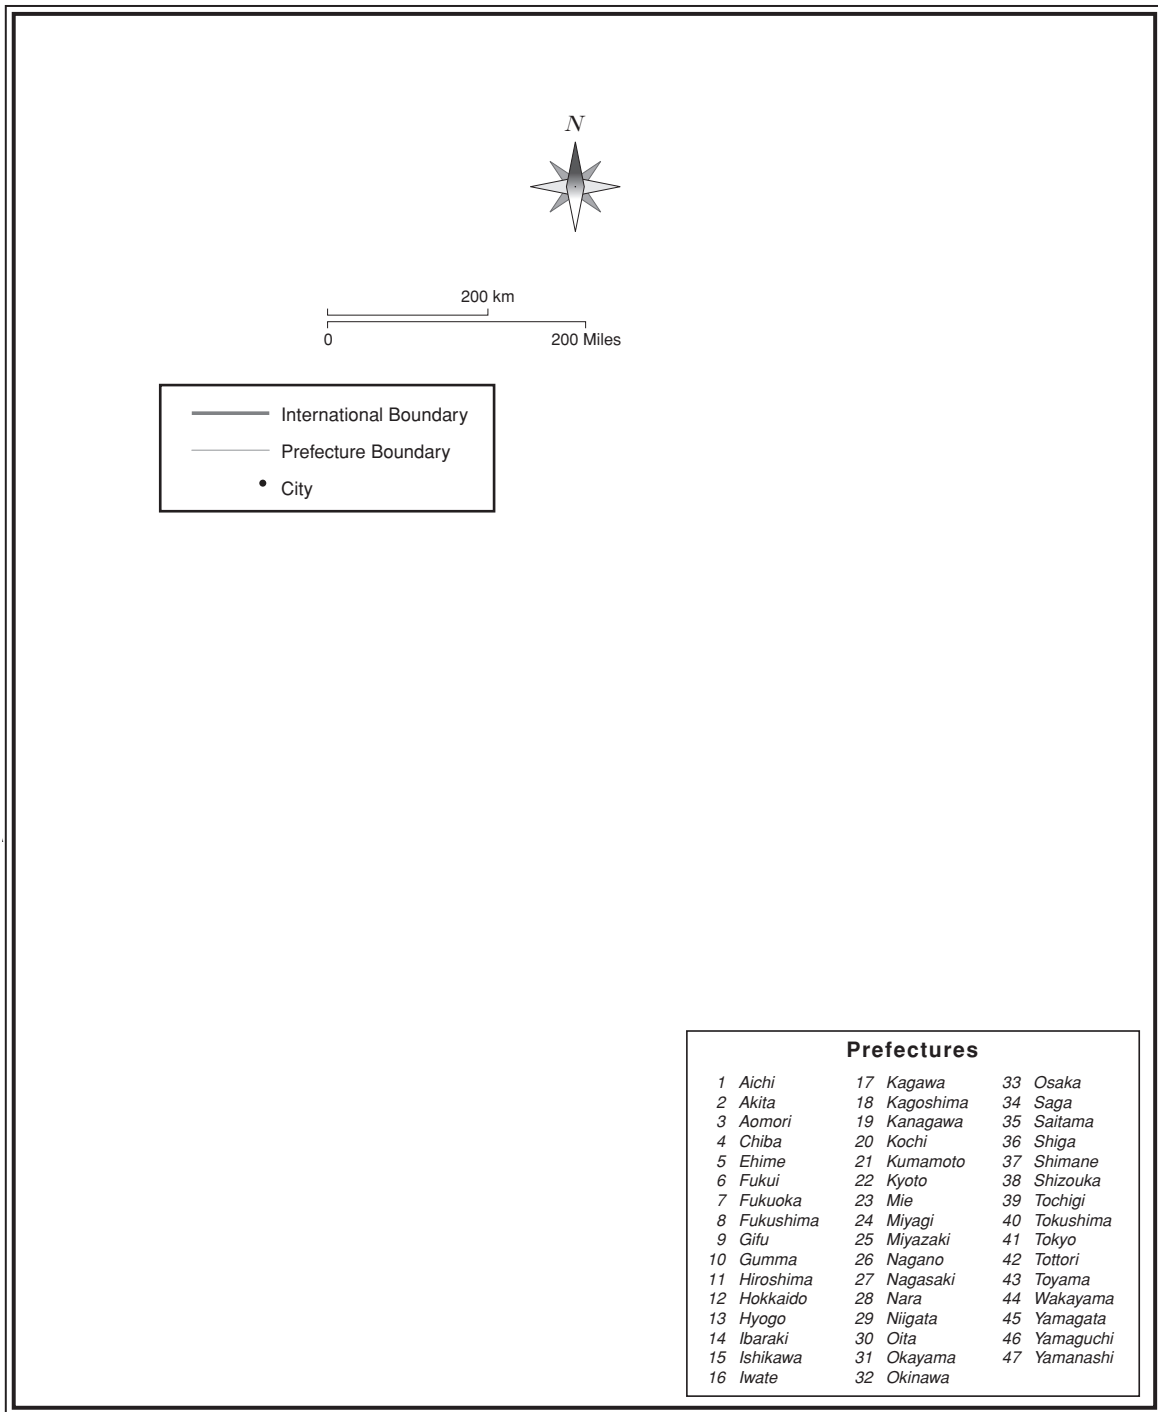 N
200 km
0 200 Miles
International Boundary
Prefecture Boundary
City
Prefectures
1 Aichi 17 Kagawa 33 Osaka
2 Akita 18 Kagoshima 34 Saga
3 Aomori 19 Kanagawa 35 Saitama
4 Chiba 20 Kochi 36 Shiga
5 Ehime 21 Kumamoto 37 Shimane
6 Fukui 22 Kyoto 38 Shizouka
7 Fukuoka 23 Mie 39 Tochigi
8 Fukushima 24 Miyagi 40 Tokushima
9 Gifu 25 Miyazaki 41 Tokyo
10 Gumma 26 Nagano 42 Tottori
11 Hiroshima 27 Nagasaki 43 Toyama
12 Hokkaido 28 Nara 44 Wakayama
13 Hyogo 29 Niigata 45 Yamagata
14 Ibaraki 30 Oita 46 Yamaguchi
15 Ishikawa 31 Okayama 47 Yamanashi
16 Iwate 32 Okinawa